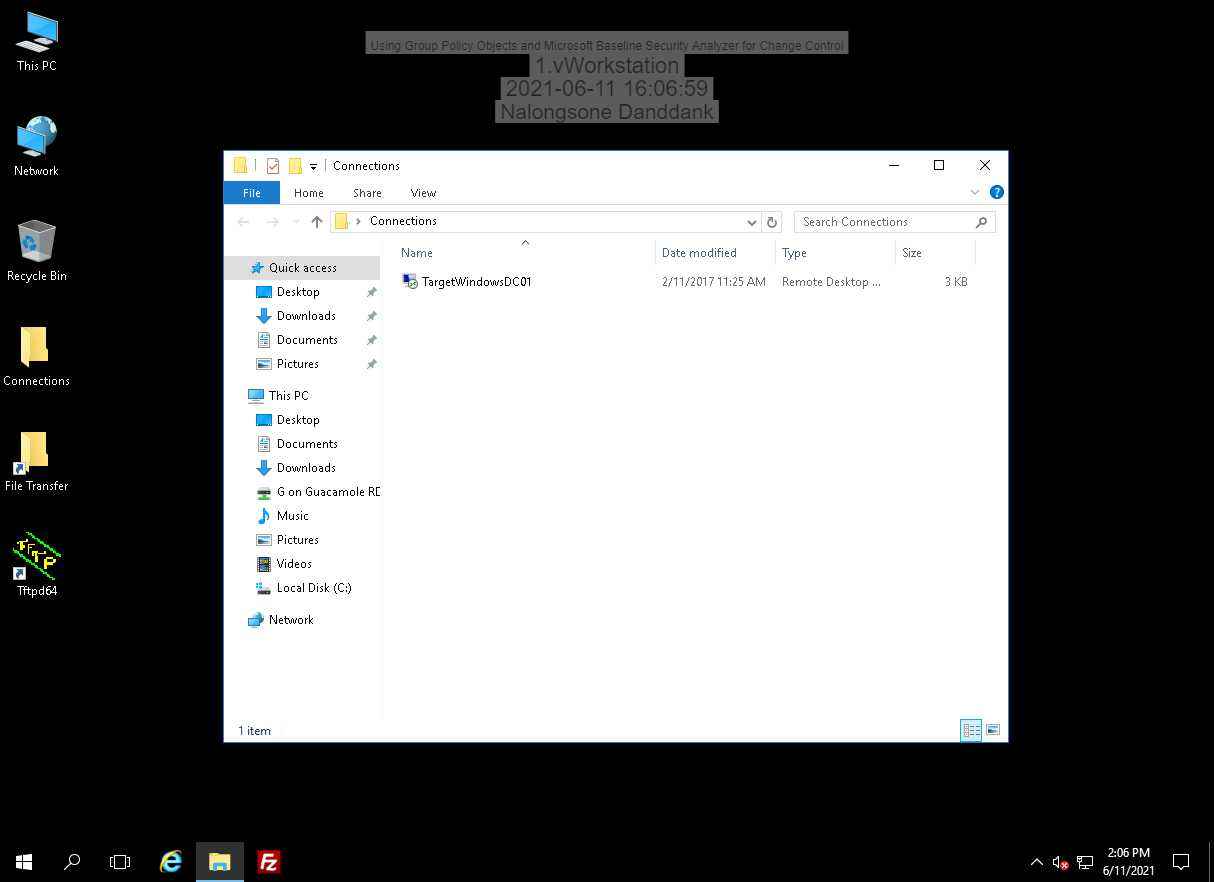 Using Group Policy Objects and Microsoft Baseline Security Analyzer for Change Control
1.vWorkstation
2021-06-11 16:06:59
Nalongsone Danddank
This PC
Network
Recycle Bin
Connections
File Transfer
TFTP
Tftpd64
Connections
File Home Share View
?
Connections
Search Connections
Name Date modified Type Size
TargetWindowsDC01 2/11/2017 11:25 AM Remote Desktop ... 3 KB
Quick access
Desktop
Downloads
Documents
Pictures
This PC
Desktop
Documents
Downloads
G on Guacamole RD
Music
Pictures
Videos
Local Disk (C:)
Network
1 item
Fz
2:06 PM
6/11/2021